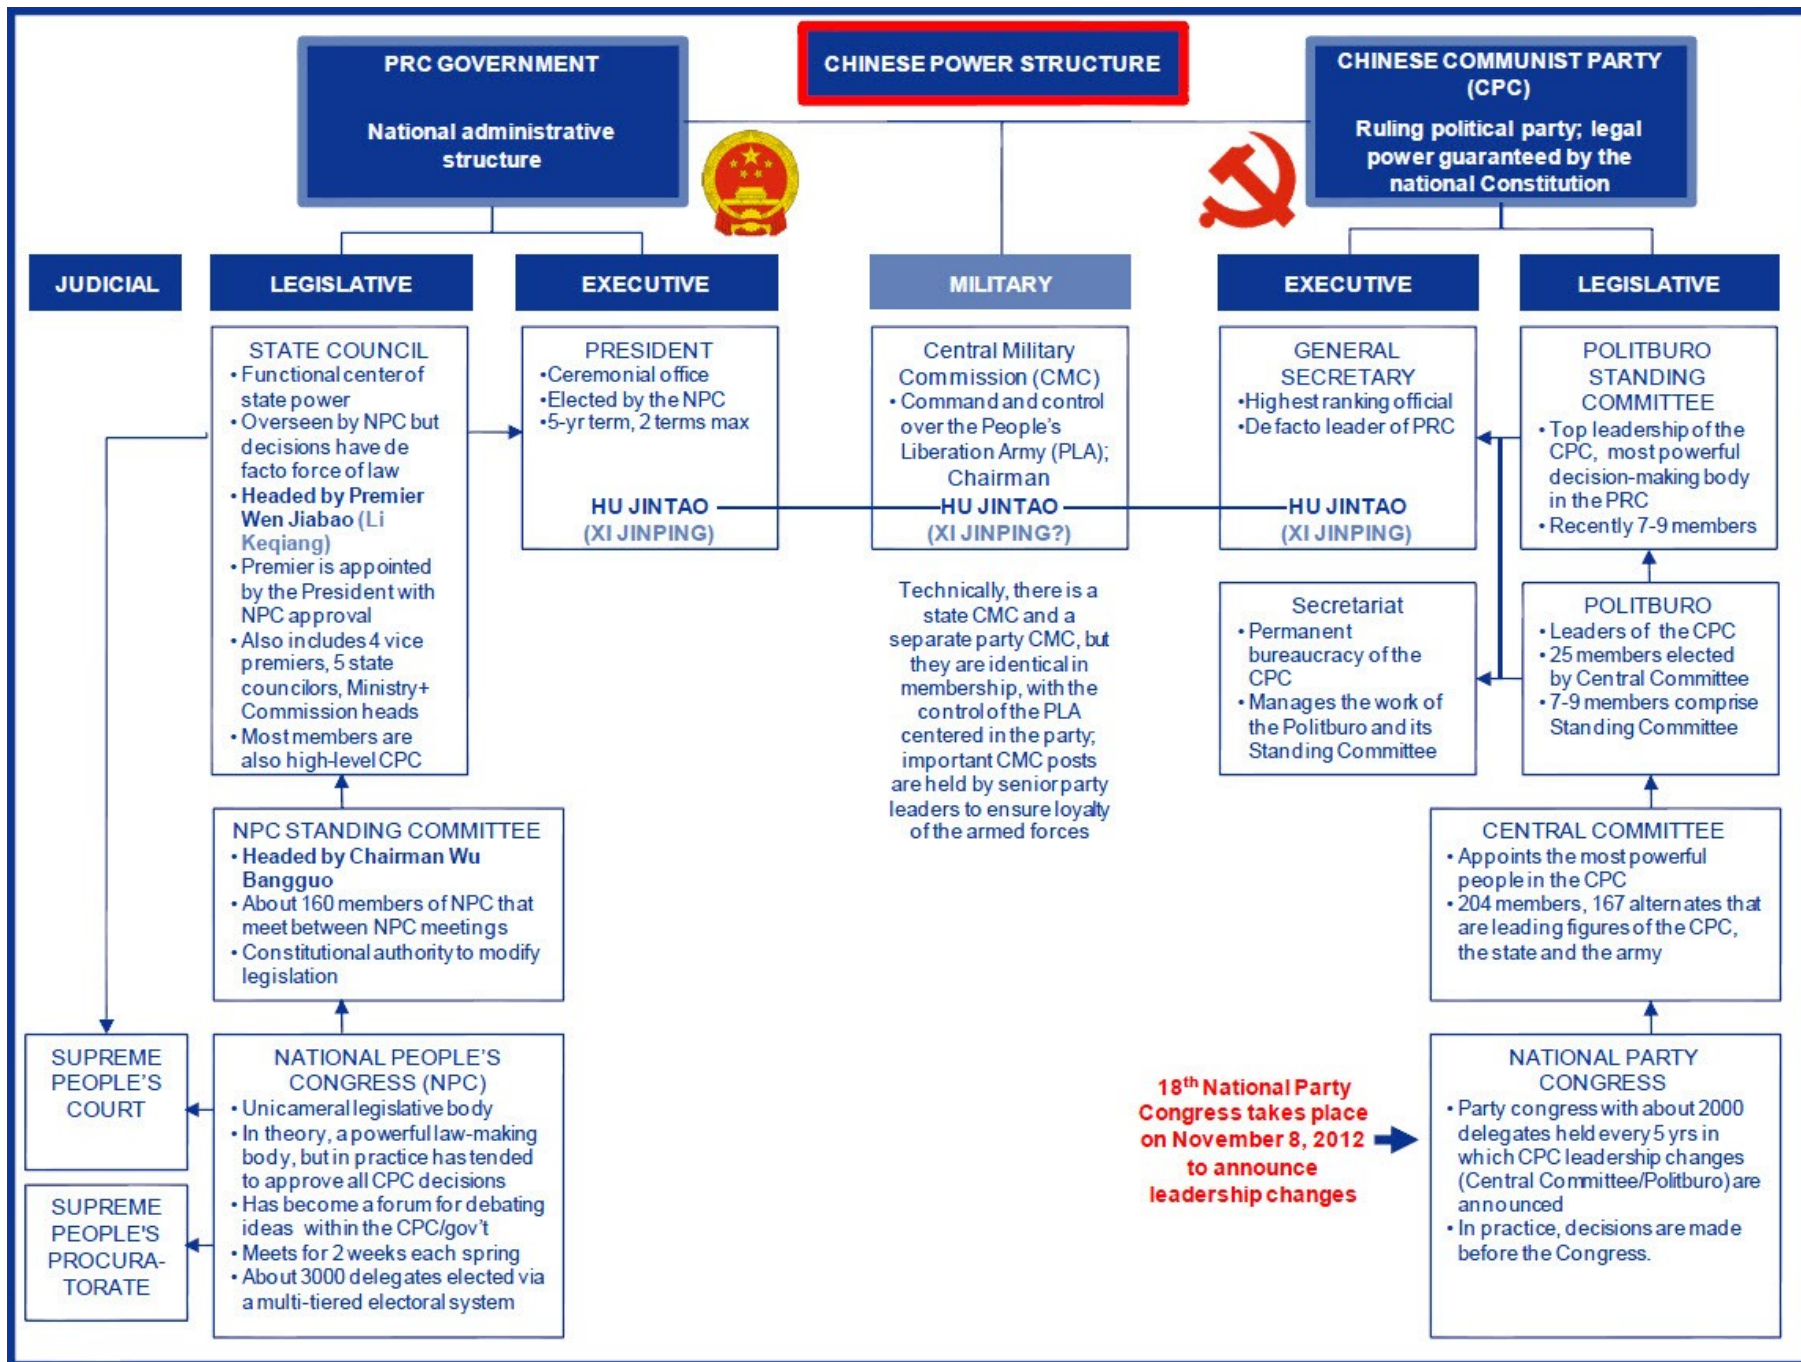 CHINESE POWER STRUCTURE
PRC GOVERNMENT
National administrative
structure
CHINESE COMMUNIST PARTY
(CPC)
Ruling political party; legal
power guaranteed by the
national Constitution
JUDICIAL
LEGISLATIVE
EXECUTIVE
MILITARY
EXECUTIVE
LEGISLATIVE
STATE COUNCIL
• Functional center of
state power
• Overseen by NPC but
decisions have de
facto force of law
• Headed by Premier
Wen Jiabao (Li
Keqiang)
• Premier is appointed
by the President with
NPC approval
• Also includes 4 vice
premiers, 5 state
councilors, Ministry+
Commission heads
• Most members are
also high-level CPC
PRESIDENT
• Ceremonial office
• Elected by the NPC
• 5-yr term, 2 terms max
HU JINTAO
(XI JINPING)
Central Military
Commission (CMC)
• Command and control
over the People's
Liberation Army (PLA);
Chairman
HU JINTAO
(XI JINPING?)
Technically, there is a
state CMC and a
separate party CMC, but
they are identical in
membership, with the
control of the PLA
centered in the party;
important CMC posts
are held by senior party
leaders to ensure loyalty
of the armed forces
GENERAL
SECRETARY
• Highest ranking official
• De facto leader of PRC
HU JINTAO
(XI JINPING)
Secretariat
• Permanent
bureaucracy of the
CPC
• Manages the work of
the Politburo and its
Standing Committee
POLITBURO
STANDING
COMMITTEE
• Top leadership of the
CPC, most powerful
decision-making body
in the PRC
• Recently 7-9 members
POLITBURO
• Leaders of the CPC
• 25 members elected
by Central Committee
• 7-9 members comprise
Standing Committee
NPC STANDING COMMITTEE
• Headed by Chairman Wu
Bangguo
• About 160 members of NPC that
meet between NPC meetings
• Constitutional authority to modify
legislation
CENTRAL COMMITTEE
• Appoints the most powerful
people in the CPC
• 204 members, 167 alternates that
are leading figures of the CPC,
the state and the army
SUPREME
PEOPLE'S
COURT
SUPREME
PEOPLE'S
PROCURA-
TORATE
NATIONAL PEOPLE'S
CONGRESS (NPC)
• Unicameral legislative body
• In theory, a powerful law-making
body, but in practice has tended
to approve all CPC decisions
• Has become a forum for debating
ideas within the CPC/gov't
• Meets for 2 weeks each spring
• About 3000 delegates elected via
a multi-tiered electoral system
18th National Party
Congress takes place
on November 8, 2012
to announce
leadership changes
NATIONAL PARTY
CONGRESS
• Party congress with about 2000
delegates held every 5 yrs in
which CPC leadership changes
(Central Committee/Politburo) are
announced
• In practice, decisions are made
before the Congress.